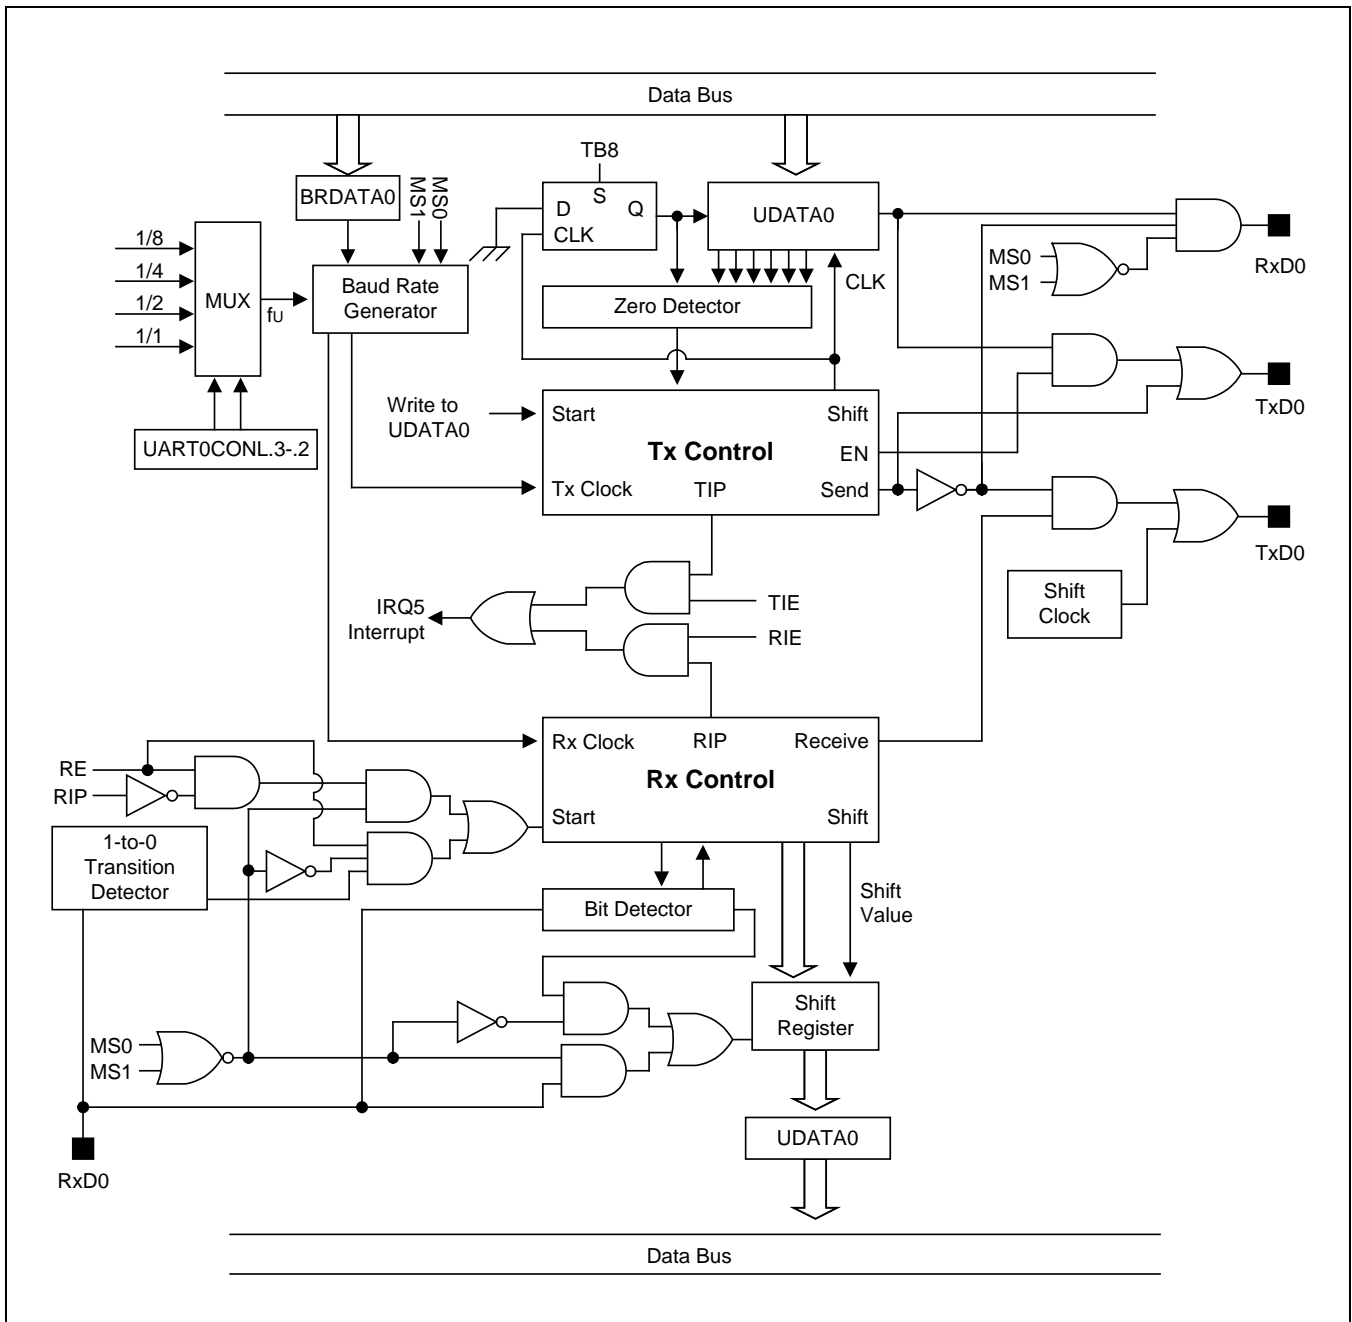 Data Bus
TB8
BRDATA0
MS1
MS0
D
S
Q
CLK
UDATA0
1/8
1/4
1/2
1/1
MUX
fU
Baud Rate
Generator
Zero Detector
CLK
MS0
MS1
RxD0
UART0CONL.3-.2
Write to
UDATA0
Start
Shift
Tx Control
EN
Tx Clock
TIP
Send
TxD0
TxD0
Shift
Clock
IRQ5
Interrupt
TIE
RIE
RE
RIP
Rx Clock
RIP
Receive
Rx Control
Start
Shift
1-to-0
Transition
Detector
Bit Detector
Shift
Value
Shift
Register
MS0
MS1
UDATA0
RxD0
Data Bus